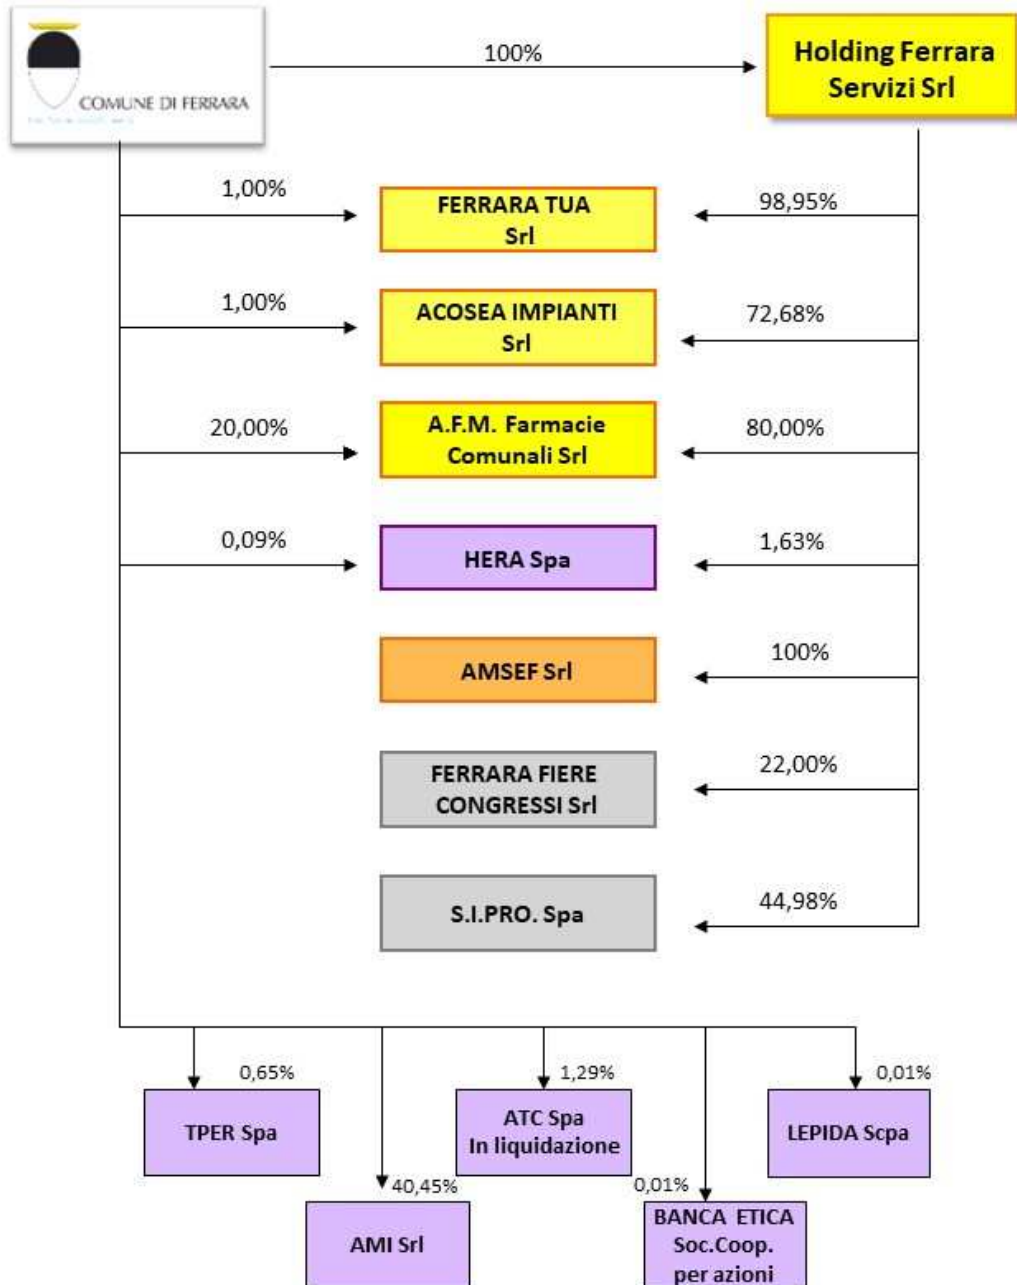 COMUNE DI FERRARA
100%
Holding Ferrara
Servizi Srl
1,00%
FERRARA TUA
Srl
98,95%
1,00%
ACOSEA IMPIANTI
Srl
72,68%
20,00%
A.F.M. Farmacie
Comunali Srl
80,00%
0,09%
HERA Spa
1,63%
AMSEF Srl
100%
FERRARA FIERE
CONGRESSI Srl
22,00%
S.I.PRO. Spa
44,98%
0,65%
TPER Spa
1,29%
ATC Spa
In liquidazione
0,01%
LEPIDA Scpa
40,45%
AMI Srl
0,01%
BANCA ETICA
Soc.Coop.
per azioni